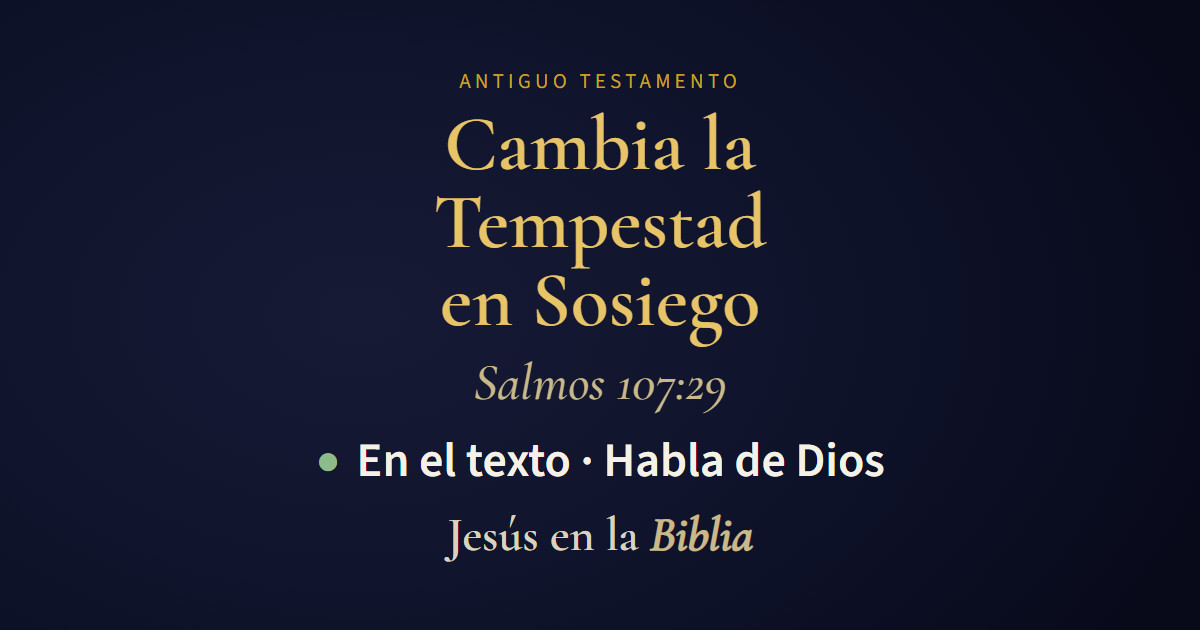 ANTIGUO TESTAMENTO
Cambia la
Tempestad
en Sosiego
Salmos 107:29
En el texto · Habla de Dios
Jesús en la Biblia